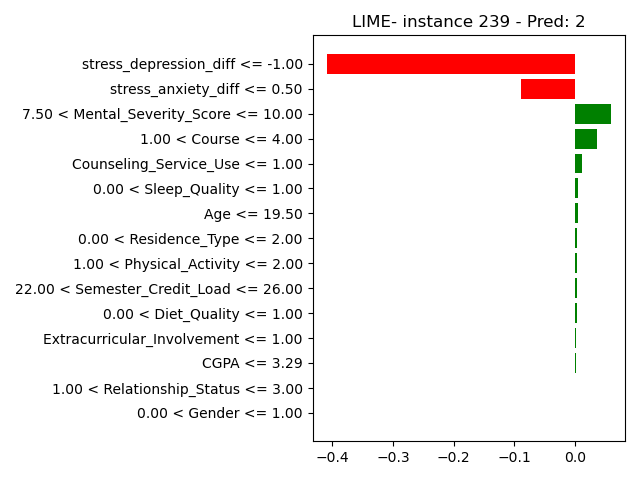 LIME- instance 239 - Pred: 2
stress_depression_diff <= -1.00
stress_anxiety_diff <= 0.50
7.50 < Mental_Severity_Score <= 10.00
1.00 < Course <= 4.00
Counseling_Service_Use <= 1.00
0.00 < Sleep_Quality <= 1.00
Age <= 19.50
0.00 < Residence_Type <= 2.00
1.00 < Physical_Activity <= 2.00
22.00 < Semester_Credit_Load <= 26.00
0.00 < Diet_Quality <= 1.00
Extracurricular_Involvement <= 1.00
CGPA <= 3.29
1.00 < Relationship_Status <= 3.00
0.00 < Gender <= 1.00
−0.4 −0.3 −0.2 −0.1 0.0